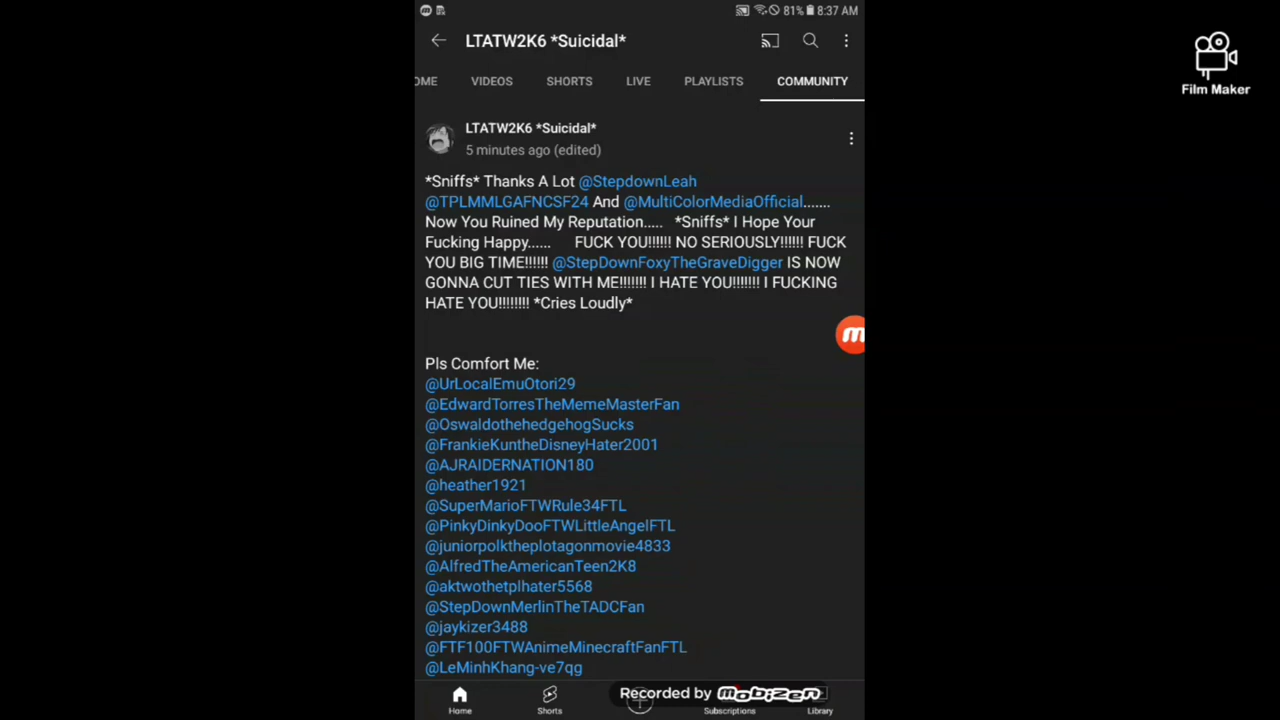 81% 8:37 AM
LTATW2K6 *Suicidal*
OME VIDEOS SHORTS LIVE PLAYLISTS COMMUNITY
LTATW2K6 *Suicidal*
5 minutes ago (edited)
*Sniffs* Thanks A Lot @StepdownLeah
@TPLMMLGAFNCSF24 And @MultiColorMediaOfficial.......
Now You Ruined My Reputation..... *Sniffs* I Hope Your
Fucking Happy...... FUCK YOU!!!!!! NO SERIOUSLY!!!!!! FUCK
YOU BIG TIME!!!!!! @StepDownFoxyTheGraveDigger IS NOW
GONNA CUT TIES WITH ME!!!!!!! I HATE YOU!!!!!!! I FUCKING
HATE YOU!!!!!!!! *Cries Loudly*
Pls Comfort Me:
@UrLocalEmuOtori29
@EdwardTorresTheMemeMasterFan
@OswaldothehedgehogSucks
@FrankieKuntheDisneyHater2001
@AJRAIDERNATION180
@heather1921
@SuperMarioFTWRule34FTL
@PinkyDinkyDooFTWLittleAngelFTL
@juniorpolktheplotagonmovie4833
@AlfredTheAmericanTeen2K8
@aktwothetplhater5568
@StepDownMerlinTheTADCFan
@jaykizer3488
@FTF100FTWAnimeMinecraftFanFTL
@LeMinhKhang-ve7qg
Recorded by Mobizen
Home Shorts Subscriptions Library
Film Maker